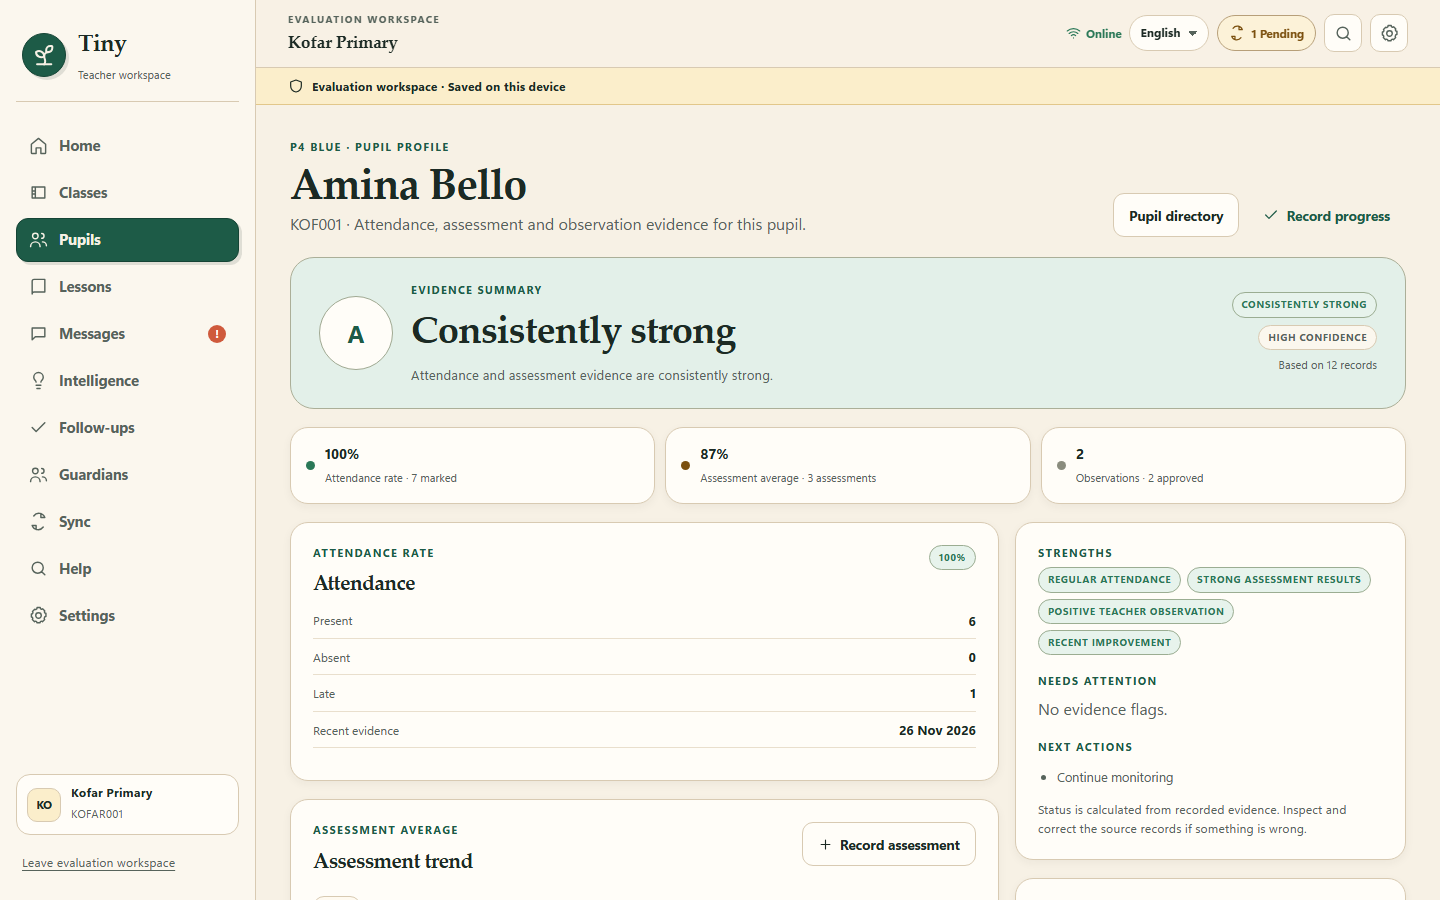 Tiny
Teacher workspace
Home
Classes
Pupils
Lessons
Messages
!
Intelligence
Follow-ups
Guardians
Sync
Help
Settings
KO
Kofar Primary
KOFAR001
Leave evaluation workspace
EVALUATION WORKSPACE
Kofar Primary
Online
English
1 Pending
Evaluation workspace · Saved on this device
P4 BLUE · PUPIL PROFILE
Amina Bello
KOF001 · Attendance, assessment and observation evidence for this pupil.
Pupil directory
Record progress
A
EVIDENCE SUMMARY
Consistently strong
Attendance and assessment evidence are consistently strong.
CONSISTENTLY STRONG
HIGH CONFIDENCE
Based on 12 records
100%
Attendance rate · 7 marked
87%
Assessment average · 3 assessments
2
Observations · 2 approved
ATTENDANCE RATE
100%
Attendance
Present 6
Absent 0
Late 1
Recent evidence 26 Nov 2026
ASSESSMENT AVERAGE
Assessment trend
Record assessment
STRENGTHS
REGULAR ATTENDANCE
STRONG ASSESSMENT RESULTS
POSITIVE TEACHER OBSERVATION
RECENT IMPROVEMENT
NEEDS ATTENTION
No evidence flags.
NEXT ACTIONS
Continue monitoring
Status is calculated from recorded evidence. Inspect and
correct the source records if something is wrong.